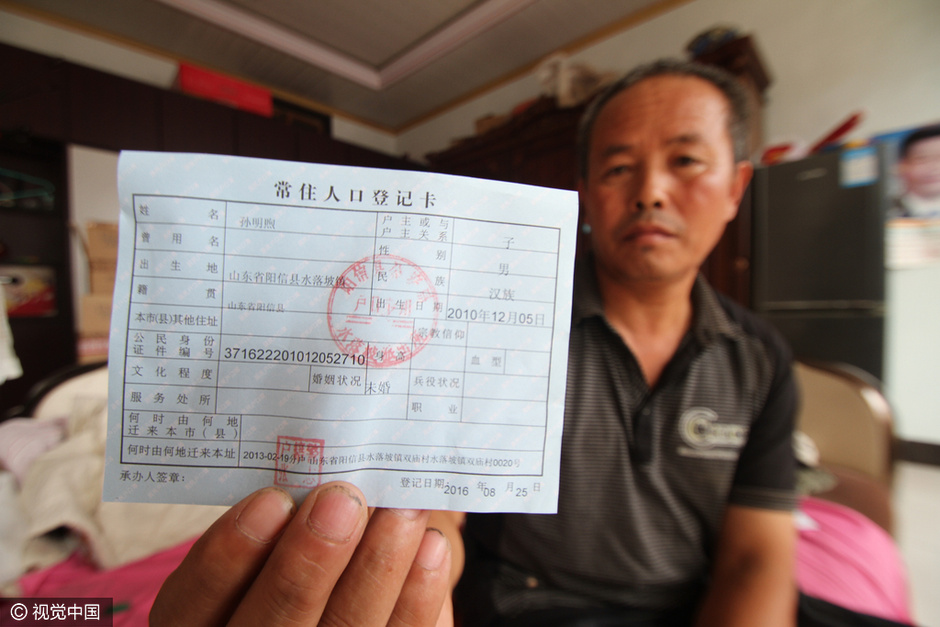 常住人口登记卡
姓 名 孙明煦 户主或与户主关系 子
曾用名 性别 男
出生地 山东省阳信县水落坡镇 民族 汉族
籍贯 山东省阳信县 出生日期 2010年12月05日
本市(县)其他住址 宗教信仰
公民身份证件编号 371622201012052710 身高 血型
文化程度 婚姻状况 未婚 兵役状况
服务处所 职业
何时由何地迁来本市(县)
何时由何地迁来本址 2013-02-19分户 山东省阳信县水落坡镇双庙村水落坡镇双庙村0020号
承办人签章: 登记日期 2016 年 08 月 25 日
© 视觉中国